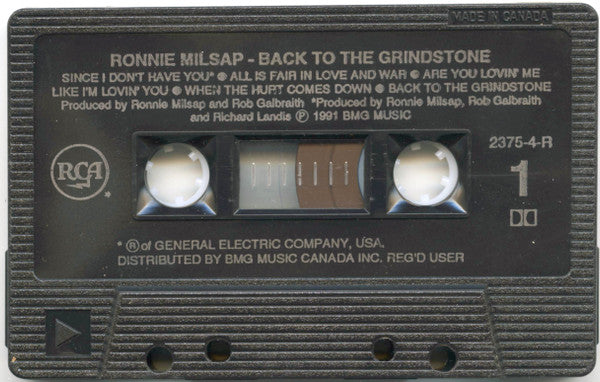 MADE IN CANADA
RONNIE MILSAP - BACK TO THE GRINDSTONE
SINCE I DON'T HAVE YOU* ● ALL IS FAIR IN LOVE AND WAR ● ARE YOU LOVIN' ME
LIKE I'M LOVIN' YOU ● WHEN THE HURT COMES DOWN ● BACK TO THE GRINDSTONE
Produced by Ronnie Milsap and Rob Galbraith *Produced by Ronnie Milsap, Rob Galbraith
and Richard Landis ℗ 1991 BMG MUSIC
2375-4-R
RCA
1
* ® of GENERAL ELECTRIC COMPANY, USA,
DISTRIBUTED BY BMG MUSIC CANADA INC. REG'D USER